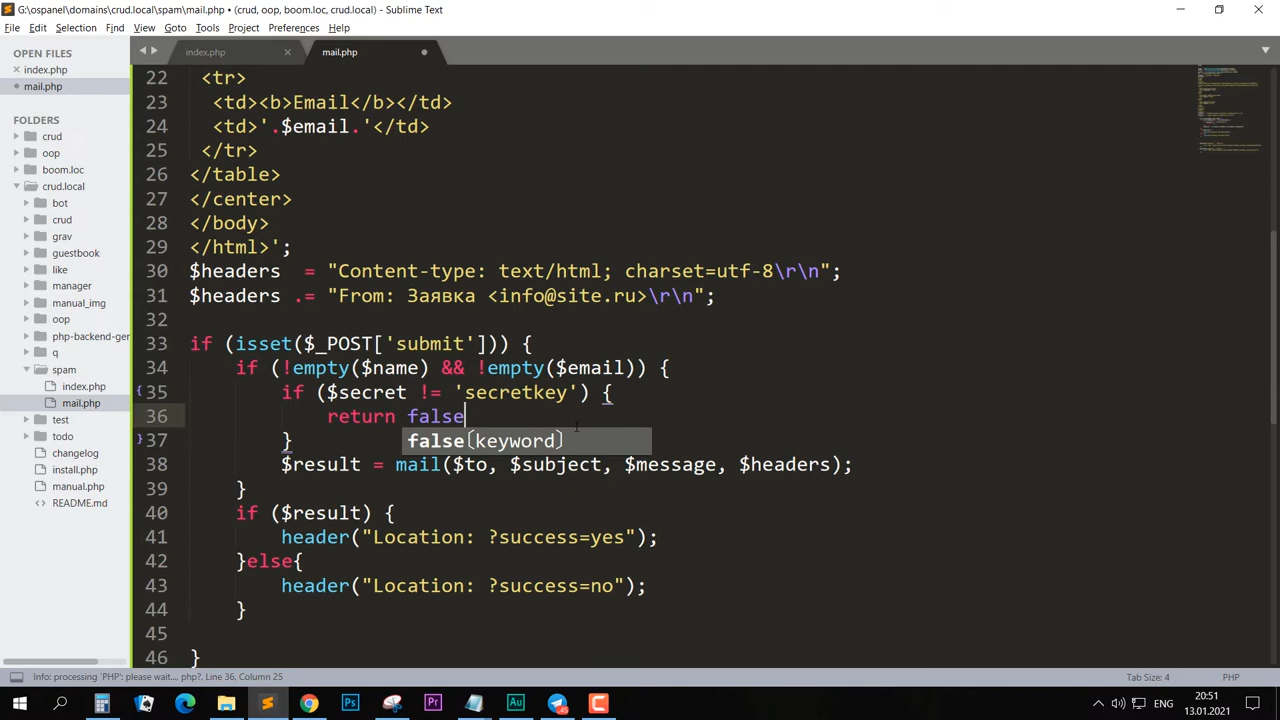 G:\ospanel\domains\crud.local\spam\mail.php • (crud, oop, boom.loc, crud.local) - Sublime Text
File Edit Selection Find View Goto Tools Project Preferences Help
OPEN FILES
index.php
mail.php
FOLDERS
crud
oop
boom.loc
crud.local
bot
crud
grav
guestbook
like
manager
manual_img
oop
php-backend-ger
q
spam
index.php
mail.php
test
todo
changelog
install.php
manual.php
README.md
index.php mail.php
22 <tr>
23 <td><b>Email</b></td>
24 <td>'.$email.'</td>
25 </tr>
26 </table>
27 </center>
28 </body>
29 </html>';
30 $headers = "Content-type: text/html; charset=utf-8\r\n";
31 $headers .= "From: Заявка <info@site.ru>\r\n";
32
33 if (isset($_POST['submit'])) {
34 if (!empty($name) && !empty($email)) {
35 if ($secret != 'secretkey') {
36 return false
false (keyword)
37 }
38 $result = mail($to, $subject, $message, $headers);
39 }
40 if ($result) {
41 header("Location: ?success=yes");
42 }else{
43 header("Location: ?success=no");
44 }
45
46 }
Info: processing `PHP`: please wait..., php?, Line 36, Column 25 Tab Size: 4 PHP
ENG 20:51
13.01.2021